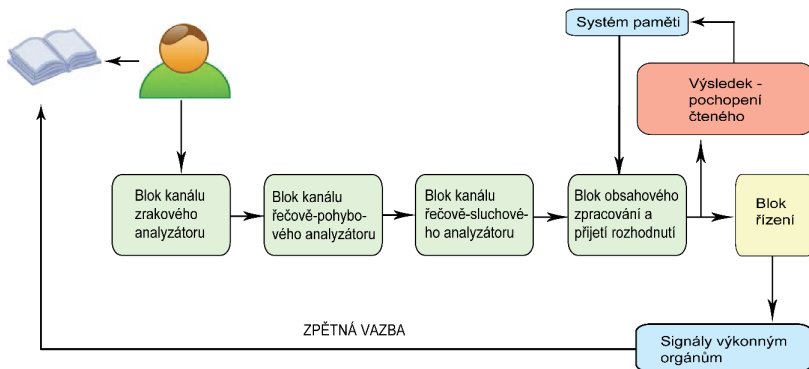 Systém paměti
Výsledek -
pochopení
čteného
Blok kanálu
zrakového
analyzátoru
Blok kanálu
řečově-pohybo-
vého analyzátoru
Blok kanálu
řečově-sluchové-
ho analyzátoru
Blok obsahového
zpracování a
přijetí rozhodnutí
Blok
řízení
ZPĚTNÁ VAZBA
Signály výkonným
orgánům